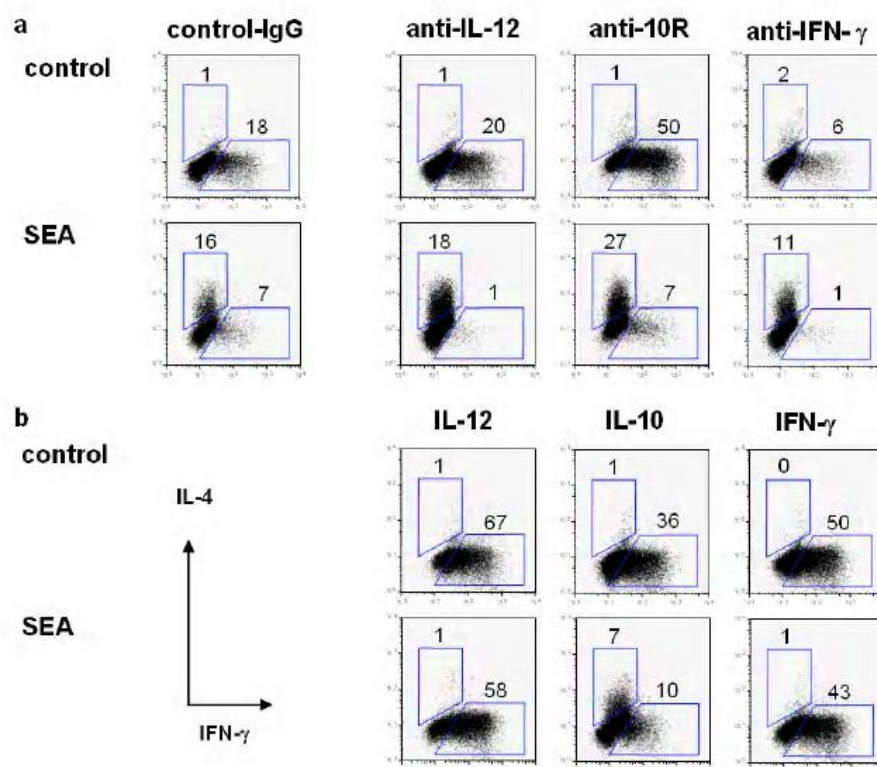 a
control-IgG anti-IL-12 anti-10R anti-IFN-γ
control
1 1 1 2
18 20 50 6
SEA
16 18 27 11
7 1 7 1
b
IL-12 IL-10 IFN-γ
control
1 1 0
IL-4
67 36 50
SEA
1 7 1
58 10 43
IFN-γ